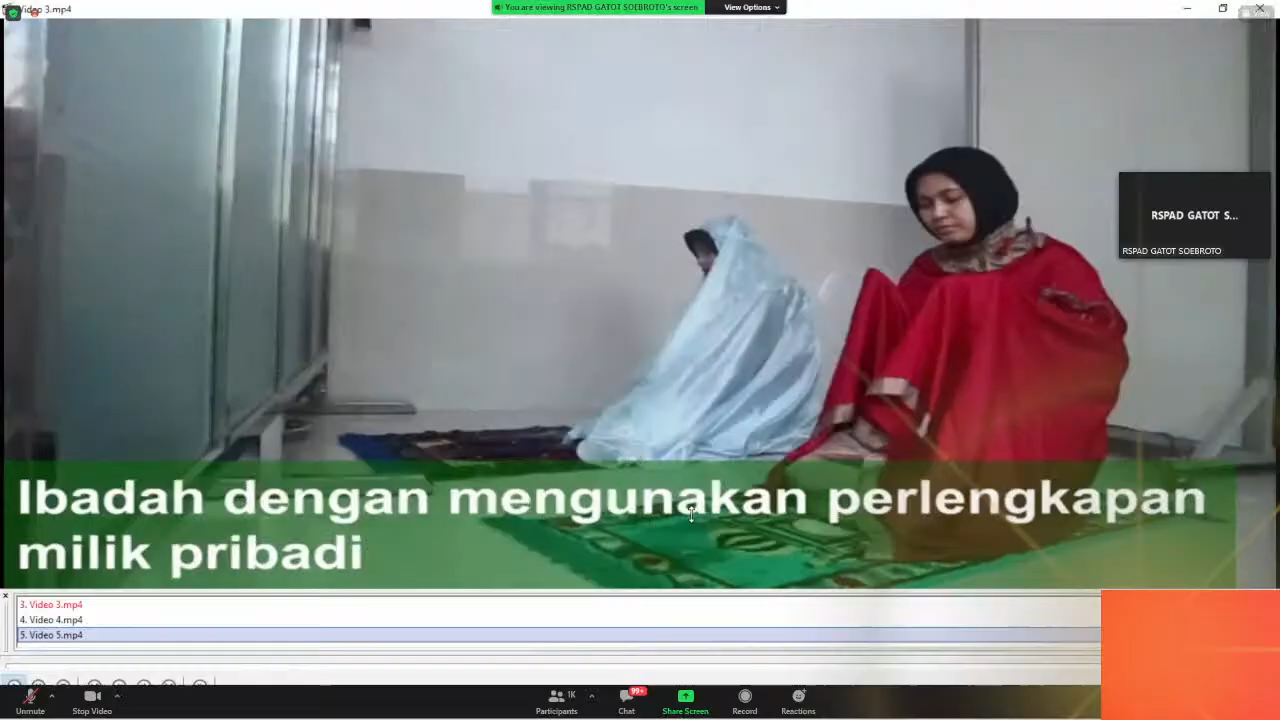 Video 3.mp4
You are viewing RSPAD GATOT SOEBROTO's screen
View Options
View
RSPAD GATOT S...
RSPAD GATOT SOEBROTO
Ibadah dengan mengunakan perlengkapan
milik pribadi
3. Video 3.mp4
4. Video 4.mp4
5. Video 5.mp4
Unmute
Stop Video
1K
Participants
99+
Chat
Share Screen
Record
Reactions